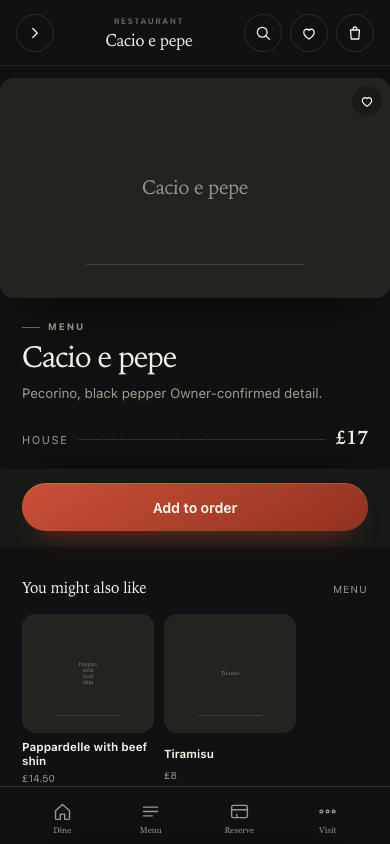 RESTAURANT
Cacio e pepe
Cacio e pepe
MENU
Cacio e pepe
Pecorino, black pepper Owner-confirmed detail.
HOUSE £17
Add to order
You might also like MENU
Pappar
with
beef
shin
Tiramis
Pappardelle with beef
shin
£14.50
Tiramisu
£8
Dine
Menu
Reserve
Visit